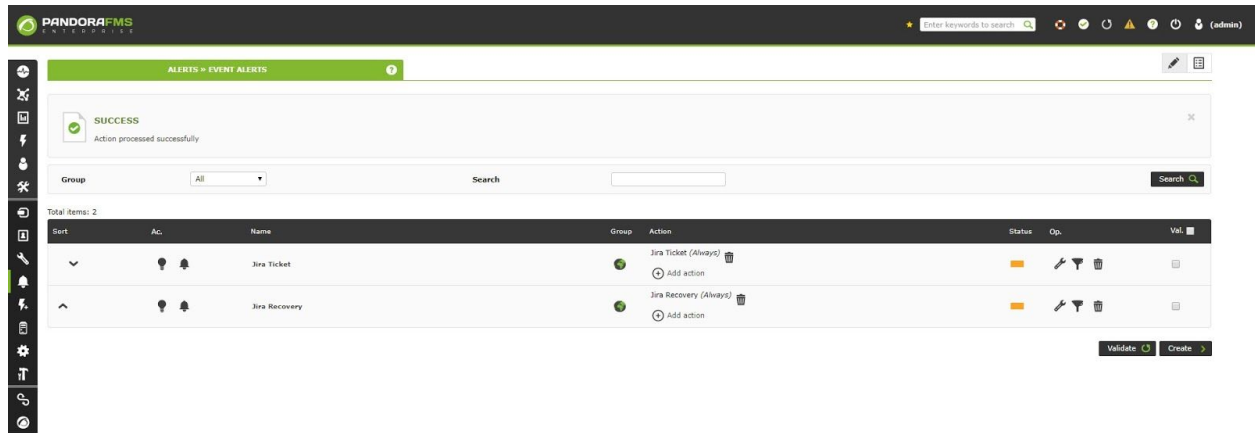 PANDORAFMS
ENTERPRISE
Enter keywords to search
(admin)
ALERTS » EVENT ALERTS
SUCCESS
Action processed successfully
Group All Search Search
Total items: 2
Sort Ac. Name Group Action Status Op. Val.
Jira Ticket Jira Ticket (Always)
Add action
Jira Recovery Jira Recovery (Always)
Add action
Validate Create